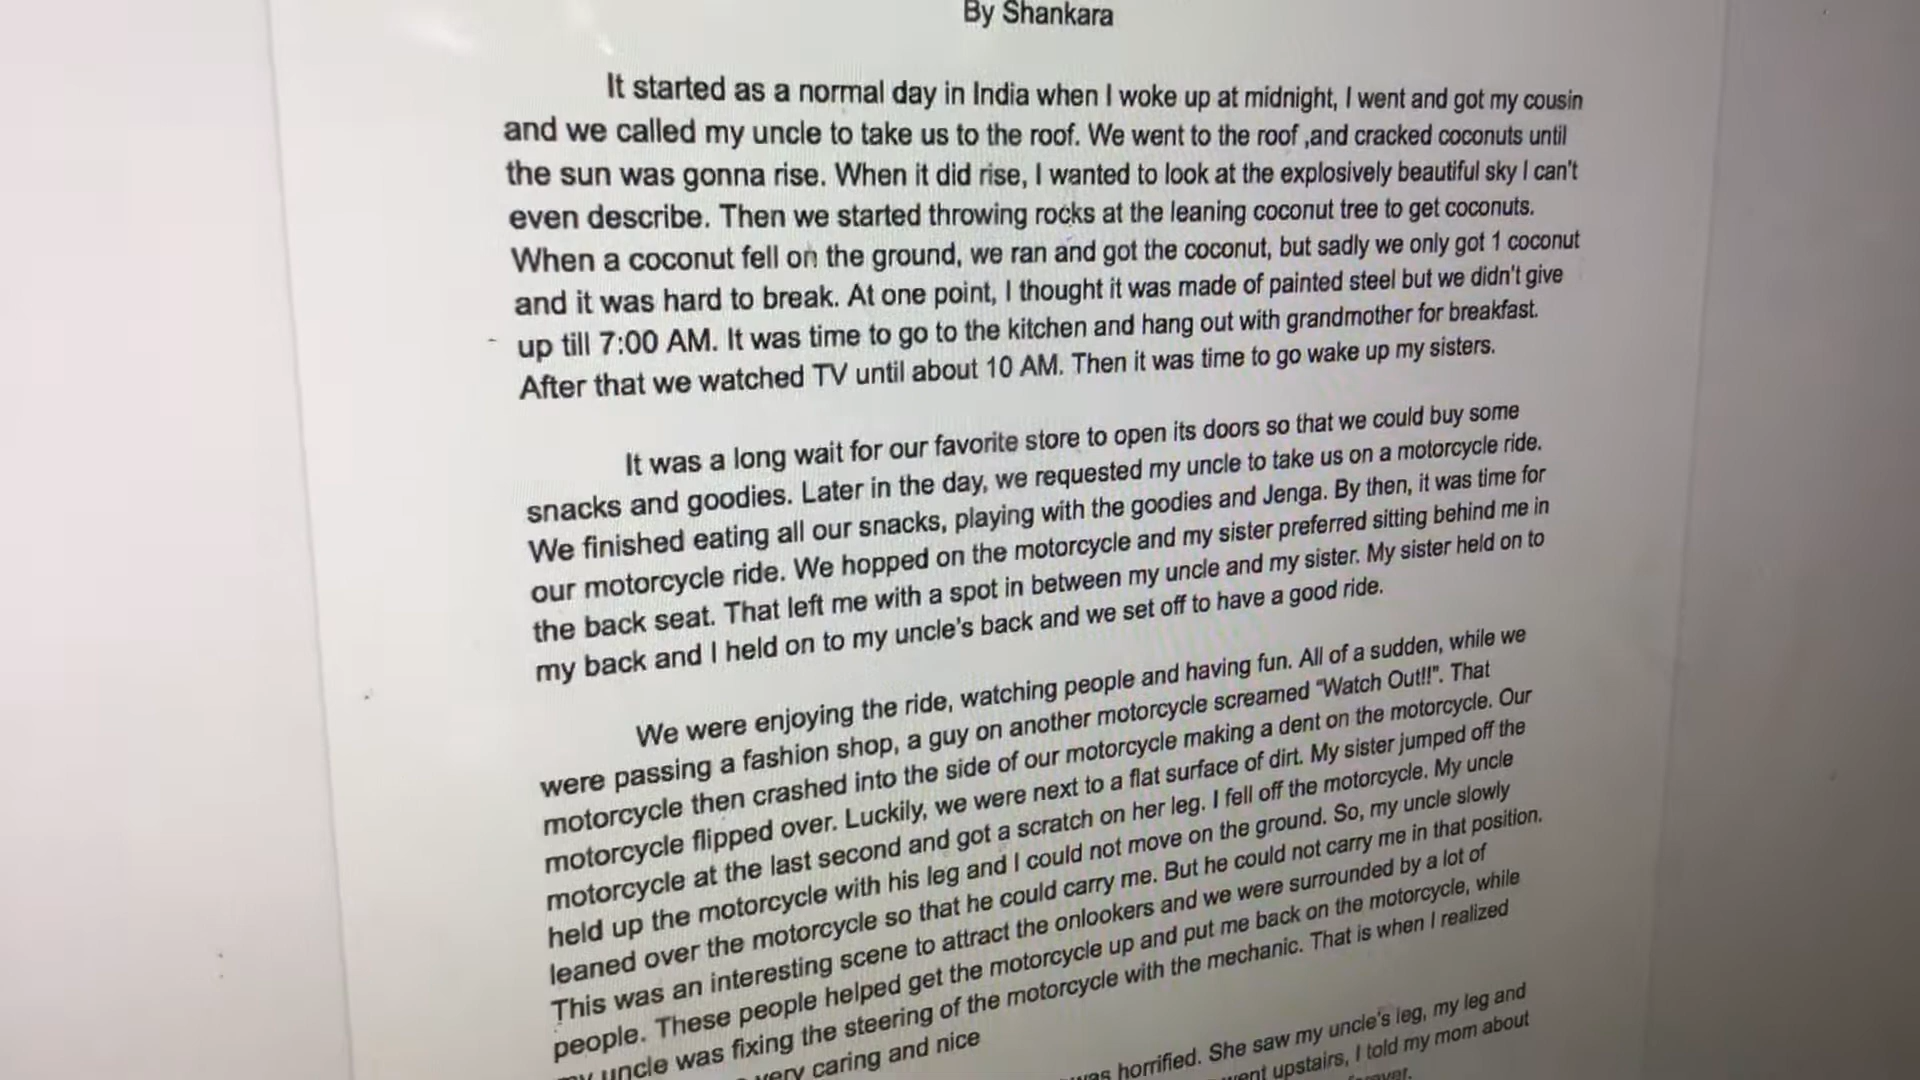 By Shankara
It started as a normal day in India when I woke up at midnight, I went and got my cousin
and we called my uncle to take us to the roof. We went to the roof ,and cracked coconuts until
the sun was gonna rise. When it did rise, I wanted to look at the explosively beautiful sky I can't
even describe. Then we started throwing rocks at the leaning coconut tree to get coconuts.
When a coconut fell on the ground, we ran and got the coconut, but sadly we only got 1 coconut
and it was hard to break. At one point, I thought it was made of painted steel but we didn't give
up till 7:00 AM. It was time to go to the kitchen and hang out with grandmother for breakfast.
After that we watched TV until about 10 AM. Then it was time to go wake up my sisters.
It was a long wait for our favorite store to open its doors so that we could buy some
snacks and goodies. Later in the day, we requested my uncle to take us on a motorcycle ride.
We finished eating all our snacks, playing with the goodies and Jenga. By then, it was time for
our motorcycle ride. We hopped on the motorcycle and my sister preferred sitting behind me in
the back seat. That left me with a spot in between my uncle and my sister. My sister held on to
my back and I held on to my uncle's back and we set off to have a good ride.
We were enjoying the ride, watching people and having fun. All of a sudden, while we
were passing a fashion shop, a guy on another motorcycle screamed "Watch Out!!". That
motorcycle then crashed into the side of our motorcycle making a dent on the motorcycle. Our
motorcycle flipped over. Luckily, we were next to a flat surface of dirt. My sister jumped off the
motorcycle at the last second and got a scratch on her leg. I fell off the motorcycle. My uncle
held up the motorcycle with his leg and I could not move on the ground. So, my uncle slowly
leaned over the motorcycle so that he could carry me. But he could not carry me in that position.
This was an interesting scene to attract the onlookers and we were surrounded by a lot of
people. These people helped get the motorcycle up and put me back on the motorcycle, while
my uncle was fixing the steering of the motorcycle with the mechanic. That is when I realized
very caring and nice
was horrified. She saw my uncle's leg, my leg and
went upstairs, I told my mom about